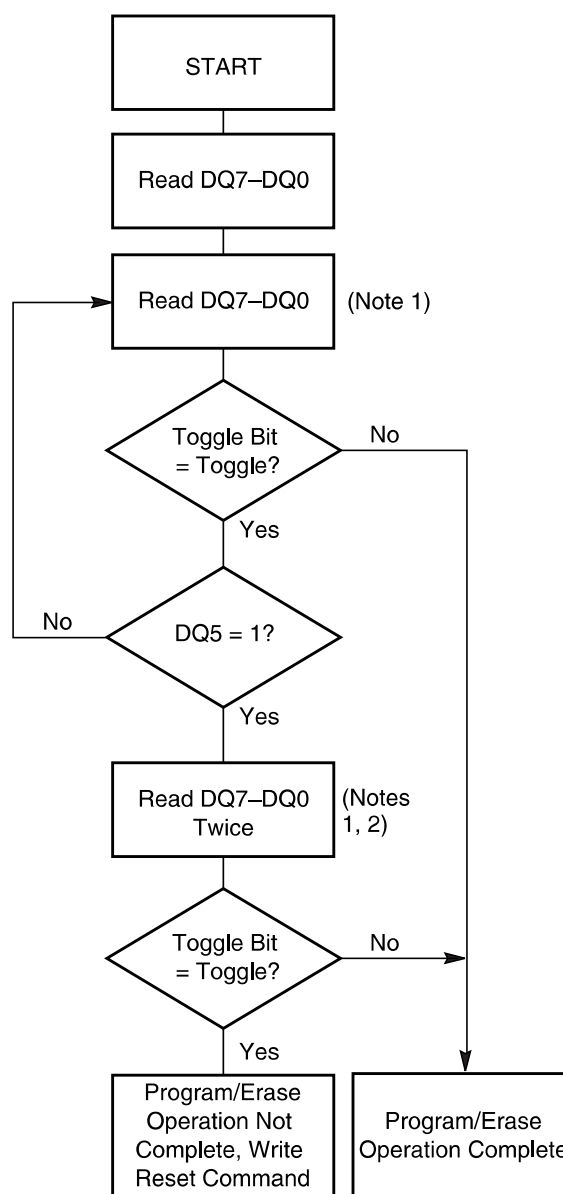 START
Read DQ7–DQ0
Read DQ7–DQ0
(Note 1)
Toggle Bit
= Toggle?
No
Yes
DQ5 = 1?
No
Yes
Read DQ7–DQ0
Twice
(Notes
1, 2)
Toggle Bit
= Toggle?
No
Yes
Program/Erase
Operation Not
Complete, Write
Reset Command
Program/Erase
Operation Complete